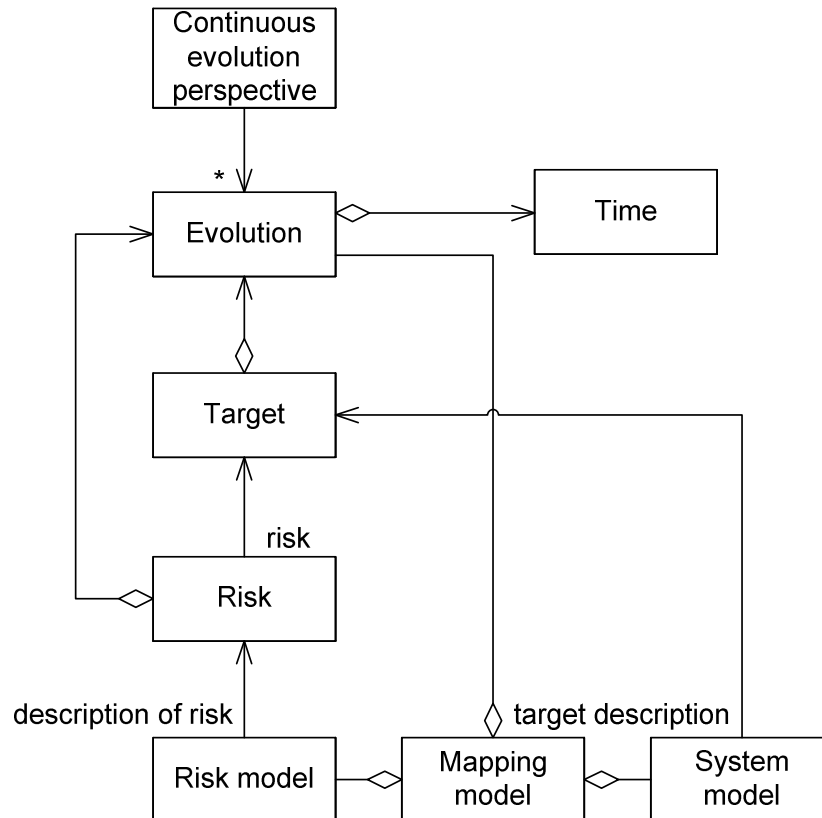 Continuous
evolution
perspective
*
Evolution
Time
Target
risk
Risk
description of risk
target description
Risk model
Mapping
model
System
model